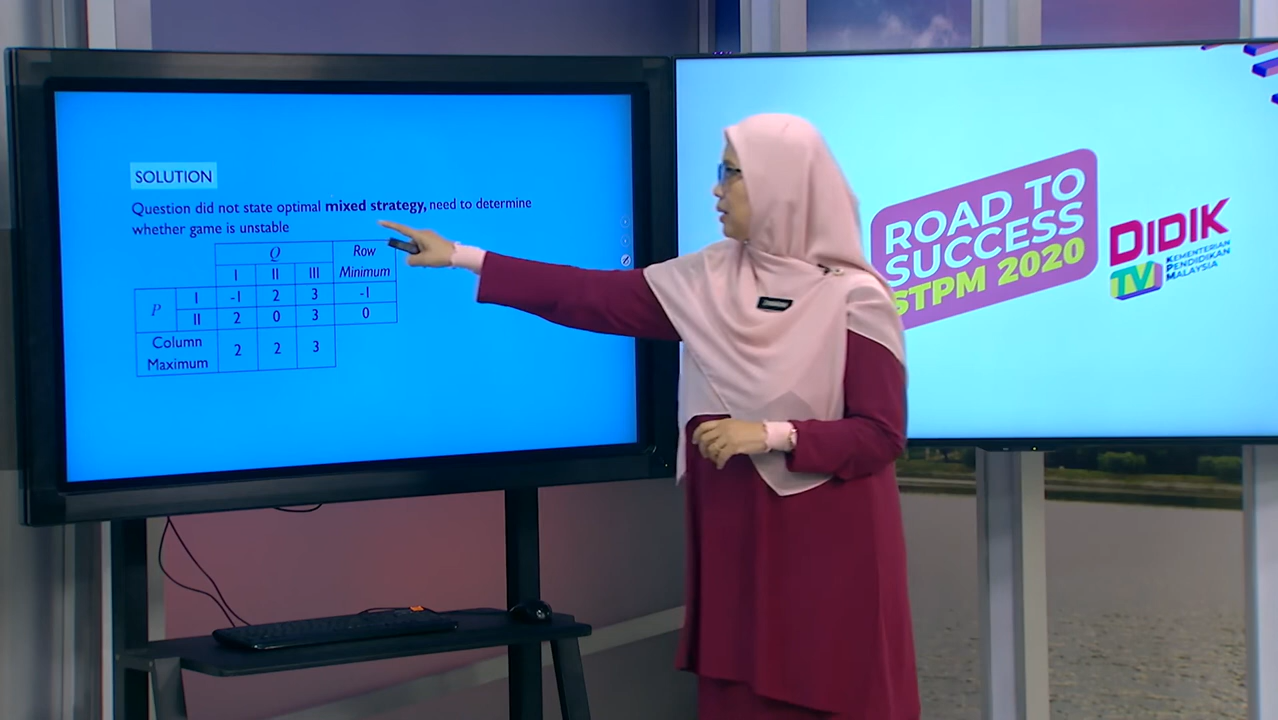 SOLUTION
Question did not state optimal mixed strategy, need to determine
whether game is unstable
Q Row
I II III Minimum
P I -1 2 3 -1
II 2 0 3 0
Column
Maximum 2 2 3
ROAD TO
SUCCESS
STPM 2020
DIDIK
TV KEMENTERIAN
PENDIDIKAN
MALAYSIA